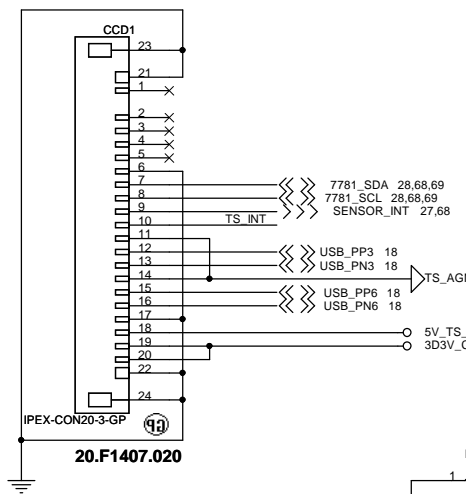 CCD1
23
21
1
2
3
4
5
6
7 7781_SDA 28,68,69
8 7781_SCL 28,68,69
9 SENSOR_INT 27,68
TS_INT
10
11
12 USB_PP3 18
13 USB_PN3 18
14
15 USB_PP6 18
16 USB_PN6 18
17
18 5V_TS_
19 3D3V_
20
22
24
IPEX-CON20-3-GP
GP
20.F1407.020
1